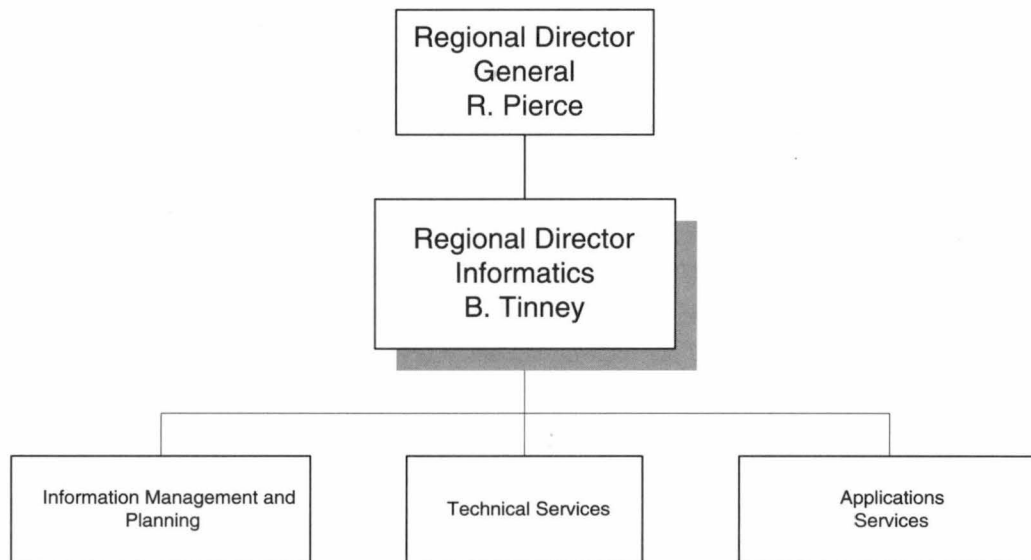 Regional Director
General
R. Pierce
Regional Director
Informatics
B. Tinney
Information Management and
Planning
Technical Services
Applications
Services